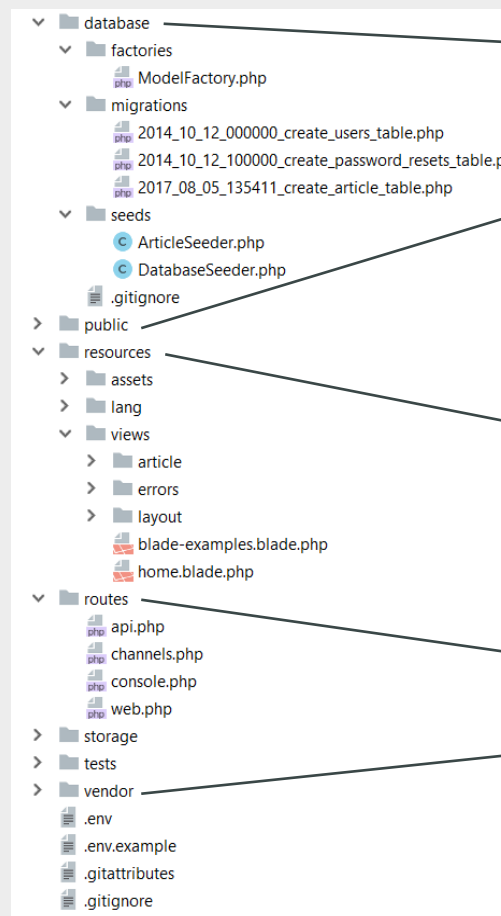 database
factories
php ModelFactory.php
migrations
php 2014_10_12_000000_create_users_table.php
php 2014_10_12_100000_create_password_resets_table.p
php 2017_08_05_135411_create_article_table.php
seeds
C ArticleSeeder.php
C DatabaseSeeder.php
.gitignore
public
resources
assets
lang
views
article
errors
layout
blade-examples.blade.php
home.blade.php
routes
php api.php
php channels.php
php console.php
php web.php
storage
tests
vendor
.env
.env.example
.gitattributes
.gitignore